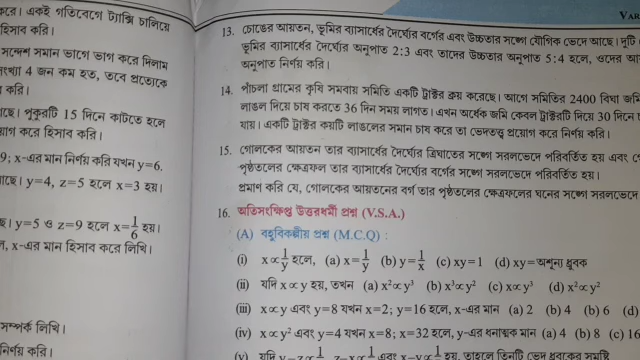 করে। একই গতিবেগে ট্যাক্সি চালিয়ে
হিসাব করি।
সন্দেশ সমান ভাগে ভাগ করে দিলাম
সংখ্যা 4 জন কম হত, তবে প্রত্যেকে
করি।
আছে। পুকুরটি 15 দিনে কাটতে হলে
য়াগ করে হিসাব করি।
9; x-এর মান নির্ণয় করি যখন y=6.
আছে। y=4, z=5 হলে x=3 হয়।
y=5 ও z=9 হলে x=1/6 হয়।
x-এর মান হিসাব করে লিখি।
সম্পর্ক লিখি।
নির্ণয় করি।
VAR
13. চোঙের আয়তন, ভূমির ব্যাসার্ধের দৈর্ঘ্যের বর্গের এবং উচ্চতার সঙ্গে যৌগিক ভেদে আছে। দুটি
ভূমির ব্যাসার্ধের দৈর্ঘ্যের অনুপাত 2:3 এবং তাদের উচ্চতার অনুপাত 5:4 হলে, ওদের
অনুপাত নির্ণয় করি।
14. পাঁচলা গ্রামের কৃষি সমবায় সমিতি একটি ট্রাক্টর ক্রয় করেছে। আগে সমিতির 2400 বিঘা জমি
লাঙল দিয়ে চাষ করতে 36 দিন সময় লাগত। এখন অর্ধেক জমি কেবল ট্রাক্টরটি দিয়ে 30 দিনে
যায়। একটি ট্রাক্টর কয়টি লাঙলের সমান চাষ করে তা ভেদতত্ত্ব প্রয়োগ করে নির্ণয় করি।
15. গোলকের আয়তন তার ব্যাসার্ধের দৈর্ঘ্যের ত্রিঘাতের সঙ্গে সরলভেদে পরিবর্তিত হয় এবং
পৃষ্ঠতলের ক্ষেত্রফল তার ব্যাসার্ধের দৈর্ঘ্যের বর্গের সঙ্গে সরলভেদে পরিবর্তিত হয়।
প্রমাণ করি যে, গোলকের আয়তনের বর্গ তার পৃষ্ঠতলের ক্ষেত্রফলের ঘনের সঙ্গে সরলভেদে
16. অতিসংক্ষিপ্ত উত্তরধর্মী প্রশ্ন (V.S.A.)
(A) বহুবিকল্পীয় প্রশ্ন (M.C.Q) :
(i) x∝1/y হলে, (a) x=1/y (b) y=1/x (c) xy=1 (d) xy=অশূন্য ধ্রুবক
(ii) যদি x∝y হয়, তখন (a) x²∝y³ (b) x³∝y² (c) x∝y³ (d) x²∝y²
(iii) x∝y এবং y=8 যখন x=2; y=16 হলে, x-এর মান (a) 2 (b) 4 (b) 6 (d)
(iv) x∝y² এবং y=4 যখন x=8; x=32 হলে, y-এর ধনাত্মক মান (a) 4 (b) 8 (c) 16
(v) যদি এবং হয়, তাহলে তিনটি ভেদ ধ্রুবকের সমষ্টি